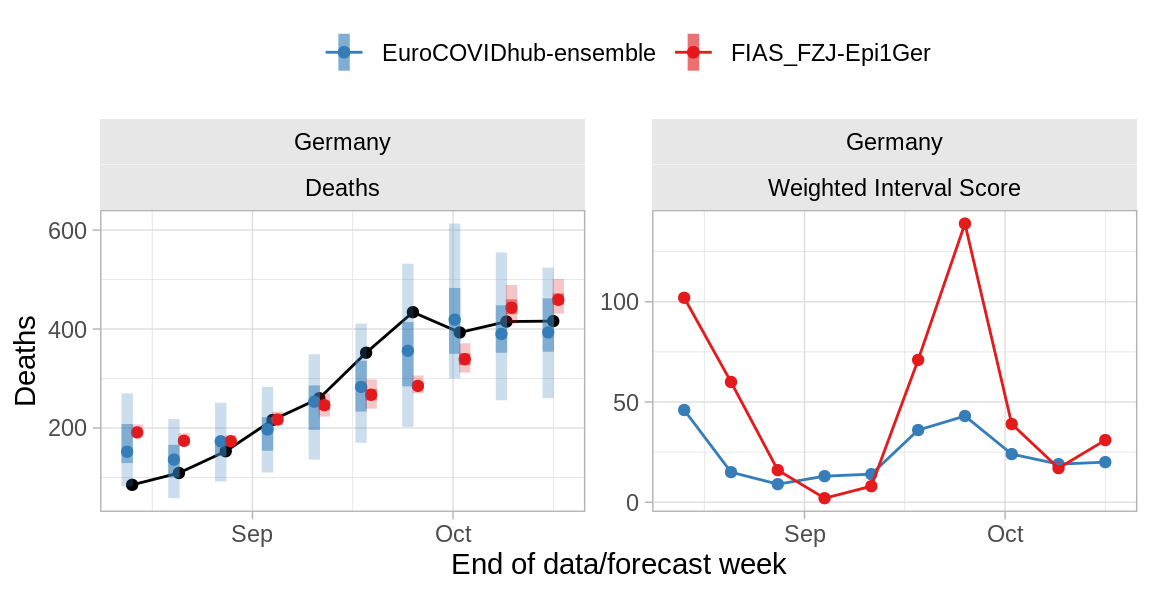 EuroCOVIDhub-ensemble FIAS_FZJ-Epi1Ger
Germany Germany
Deaths Weighted Interval Score
Deaths
600
400
200
100
50
0
Sep Oct Sep Oct
End of data/forecast week